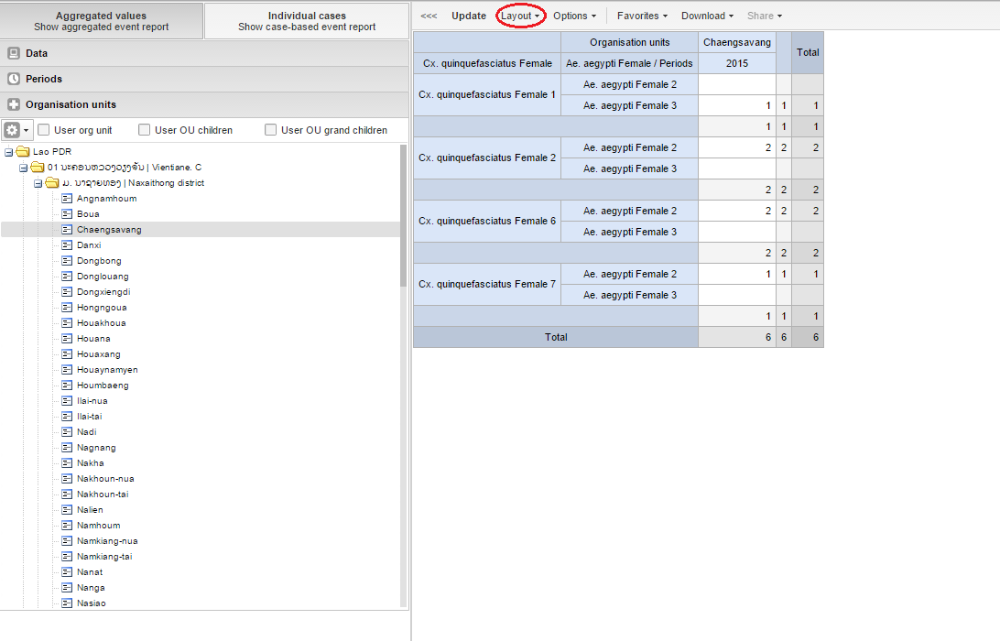 Aggregated values
Show aggregated event report
Individual cases
Show case-based event report
Data
Periods
Organisation units
User org unit User OU children User OU grand children
Lao PDR
01 ນະຄອນຫວວງວຽງຈັນ | Vientiane. C
ມ. ນາຊາຍທອງ | Naxaithong district
Angnamhoum
Boua
Chaengsavang
Danxi
Dongbong
Donglouang
Dongxiengdi
Hongngoua
Houakhoua
Houana
Houaxang
Houaynamyen
Houmbaeng
Ilai-nua
Ilai-tai
Nadi
Nagnang
Nakha
Nakhoun-nua
Nakhoun-tai
Nalien
Namhoum
Namkiang-nua
Namkiang-tai
Nanat
Nanga
Nasiao
<<< Update Layout Options Favorites Download Share
Organisation units Chaengsavang Total
Cx. quinquefasciatus Female Ae. aegypti Female / Periods 2015
Cx. quinquefasciatus Female 1
Ae. aegypti Female 2
Ae. aegypti Female 3 1 1 1
1 1 1
Cx. quinquefasciatus Female 2
Ae. aegypti Female 2 2 2 2
Ae. aegypti Female 3
2 2 2
Cx. quinquefasciatus Female 6
Ae. aegypti Female 2 2 2 2
Ae. aegypti Female 3
2 2 2
Cx. quinquefasciatus Female 7
Ae. aegypti Female 2 1 1 1
Ae. aegypti Female 3
1 1 1
Total 6 6 6